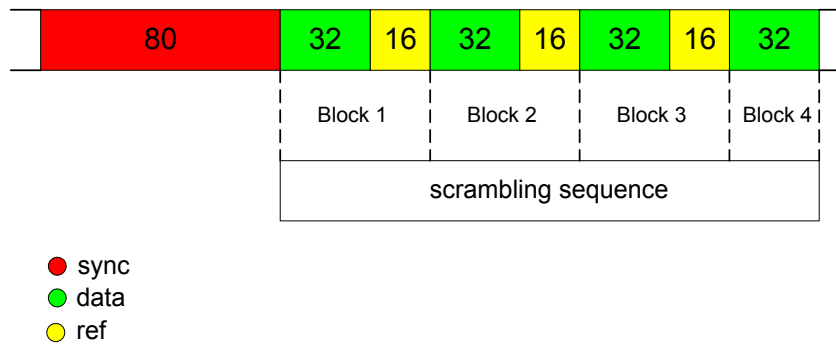 80 32 16 32 16 32 16 32
Block 1 Block 2 Block 3 Block 4
scrambling sequence
sync
data
ref